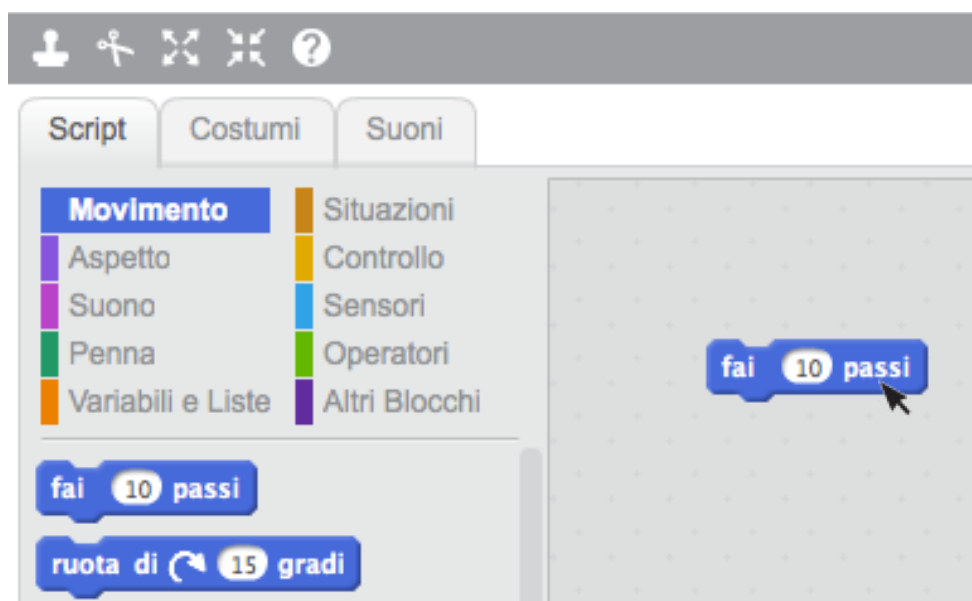 Script Costumi Suoni
Movimento Situazioni
Aspetto Controllo
Suono Sensori
Penna Operatori
Variabili e Liste Altri Blocchi
fai 10 passi
fai 10 passi
ruota di 15 gradi